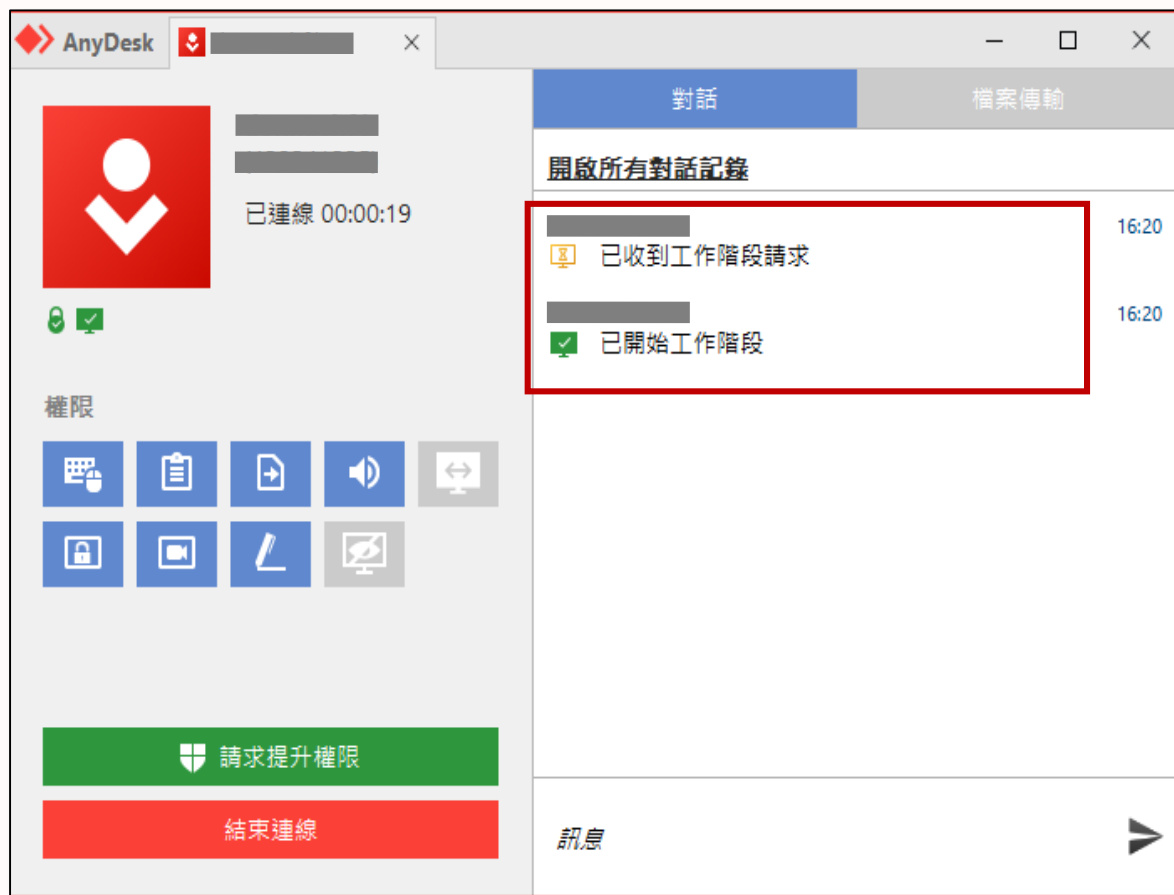 AnyDesk
已連線 00:00:19
權限
請求提升權限
結束連線
對話
檔案傳輸
開啟所有對話記錄
16:20
已收到工作階段請求
16:20
已開始工作階段
訊息